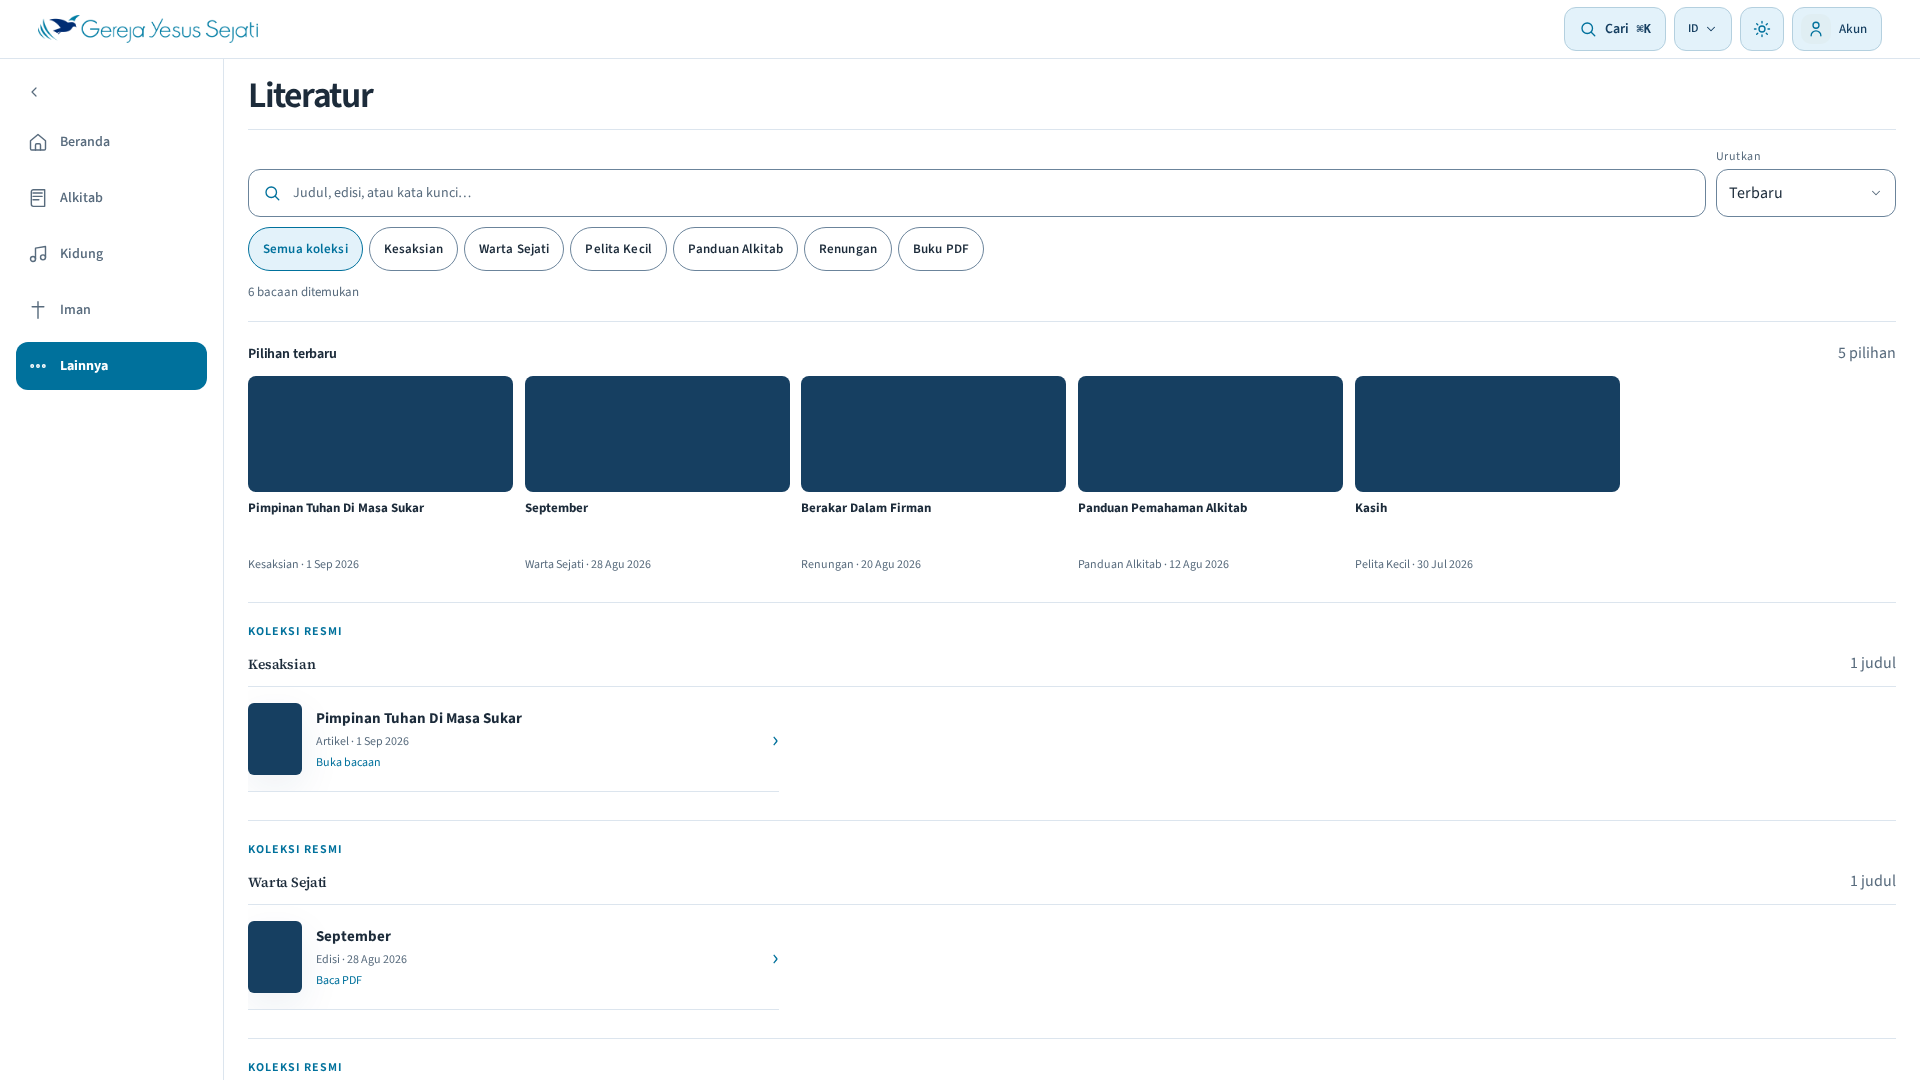 Gereja Yesus Sejati
Cari ⌘K
ID
Akun
Beranda
Alkitab
Kidung
Iman
Lainnya
Literatur
Urutkan
Judul, edisi, atau kata kunci…
Terbaru
Semua koleksi
Kesaksian
Warta Sejati
Pelita Kecil
Panduan Alkitab
Renungan
Buku PDF
6 bacaan ditemukan
Pilihan terbaru
5 pilihan
Pimpinan Tuhan Di Masa Sukar
Kesaksian · 1 Sep 2026
September
Warta Sejati · 28 Agu 2026
Berakar Dalam Firman
Renungan · 20 Agu 2026
Panduan Pemahaman Alkitab
Panduan Alkitab · 12 Agu 2026
Kasih
Pelita Kecil · 30 Jul 2026
KOLEKSI RESMI
Kesaksian
1 judul
Pimpinan Tuhan Di Masa Sukar
Artikel · 1 Sep 2026
Buka bacaan
KOLEKSI RESMI
Warta Sejati
1 judul
September
Edisi · 28 Agu 2026
Baca PDF
KOLEKSI RESMI